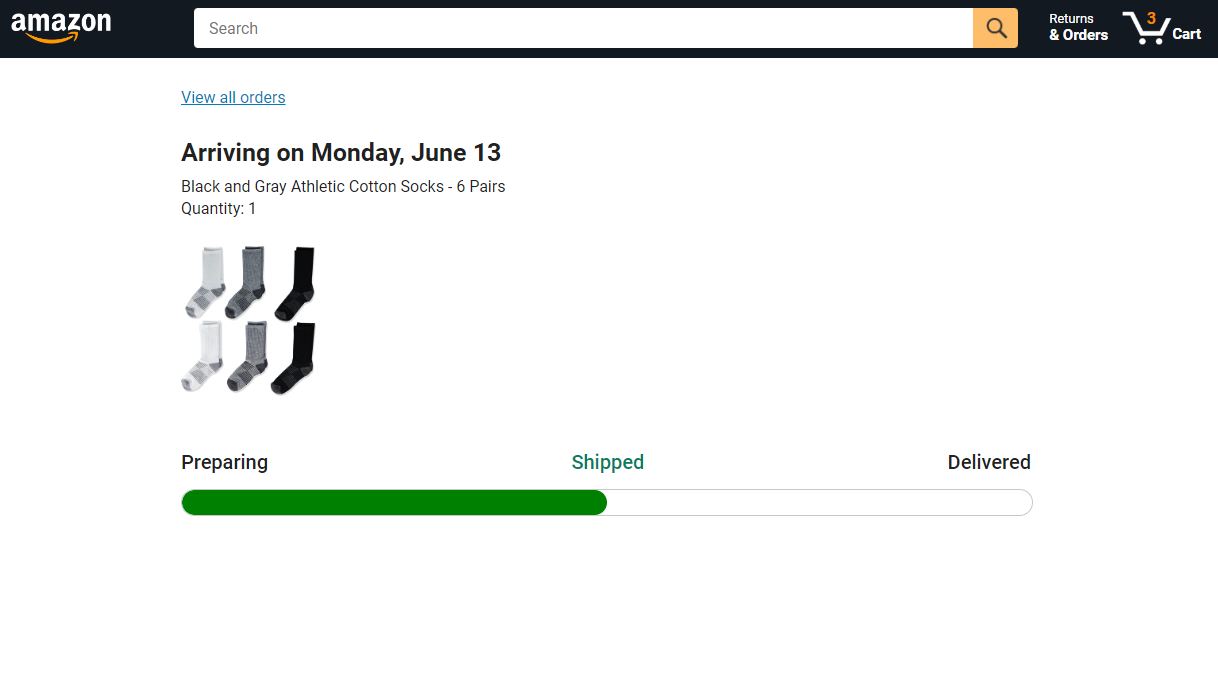 amazon
Search
Returns
& Orders
3
Cart
View all orders
Arriving on Monday, June 13
Black and Gray Athletic Cotton Socks - 6 Pairs
Quantity: 1
Preparing
Shipped
Delivered